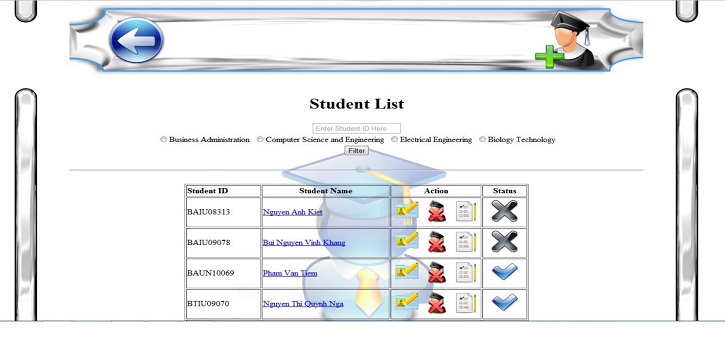 Student List
Enter Student ID Here
Business Administration Computer Science and Engineering Electrical Engineering Biology Technology
Filter
Student ID Student Name Action Status
BAIU08313 Nguyen Anh Kiet
BAIU09078 Bui Nguyen Vinh Khang
BAUN10069 Pham Van Tiem
BTIU09070 Nguyen Thi Quynh Nga